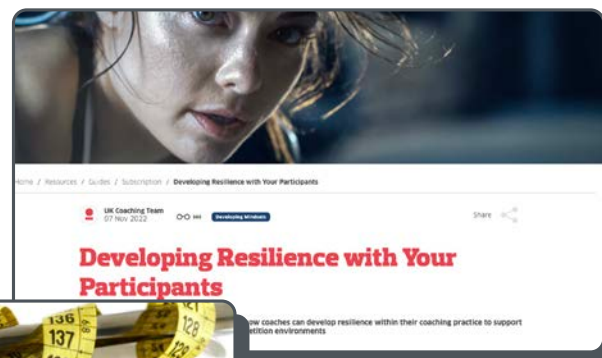 Home / Resources / Guides / Subscription / Developing Resilience with Your Participants
UK Coaching Team
07 Nov 2022
Developing Mindsets
Share
Developing Resilience with Your
Participants
ow coaches can develop resilience within their coaching practice to support
etition environments
136
137
128